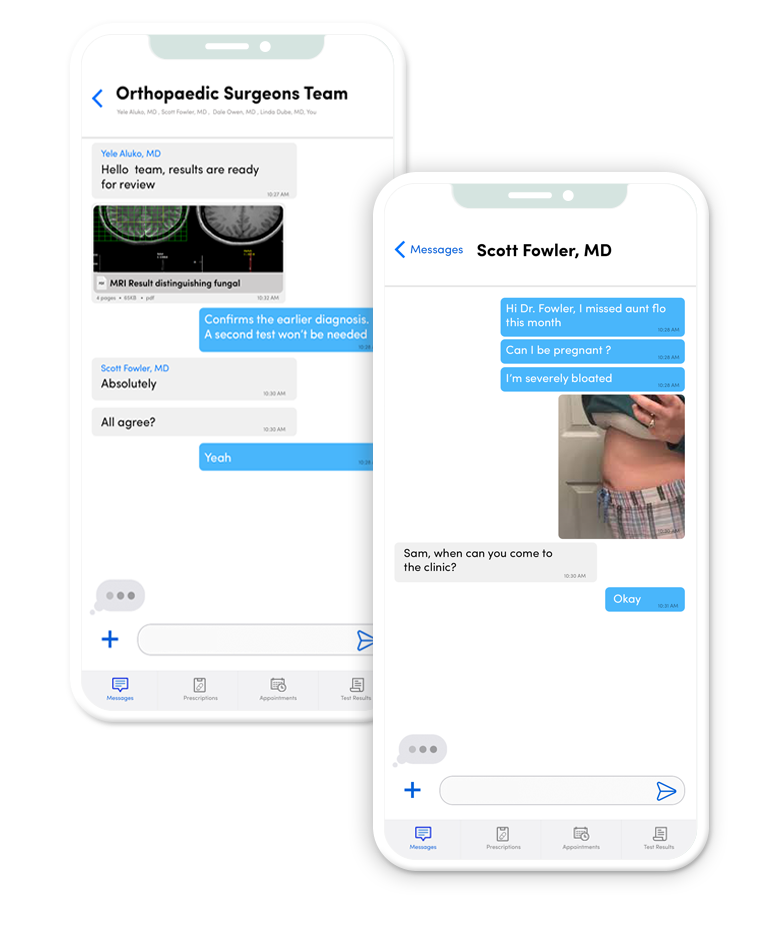 Orthopaedic Surgeons Team
Yele Aluko, MD , Scott Fowler, MD , Dale Owen, MD , Linda Dube, MD, You
Yele Aluko, MD
Hello team, results are ready
for review
10:27 AM
MRI Result distinguishing fungal
4 pages • 65KB • pdf
10:32 AM
Confirms the earlier diagnosis.
A second test won't be needed
Scott Fowler, MD
Absolutely
10:30 AM
All agree?
10:30 AM
Yeah
Messages
Prescriptions
Appointments
Test Results
Messages
Scott Fowler, MD
Hi Dr. Fowler, I missed aunt flo
this month
10:28 AM
Can I be pregnant ?
10:28 AM
I'm severely bloated
10:28 AM
10:30 AM
Sam, when can you come to
the clinic?
10:30 AM
Okay
10:31 AM
Messages
Prescriptions
Appointments
Test Results